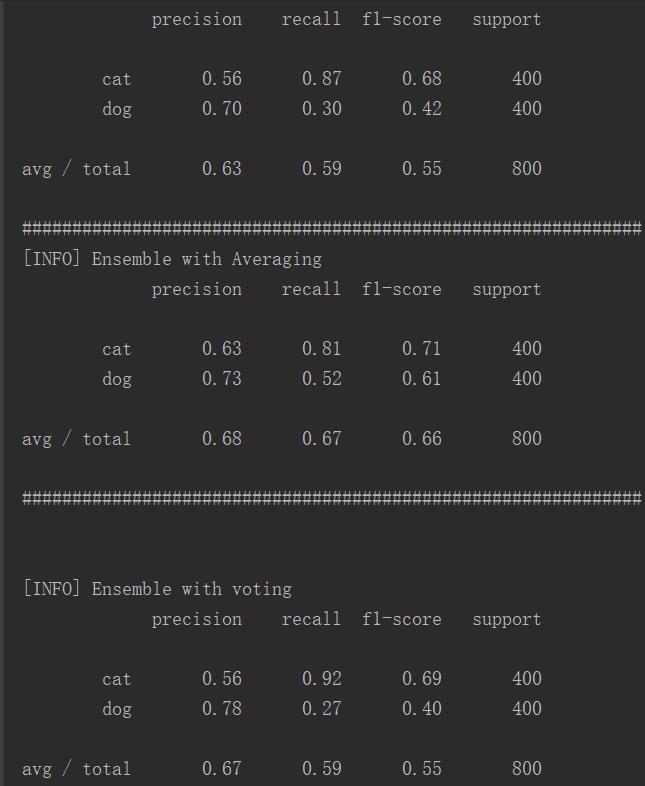 precision recall f1-score support
cat 0.56 0.87 0.68 400
dog 0.70 0.30 0.42 400
avg / total 0.63 0.59 0.55 800
##############################################################
[INFO] Ensemble with Averaging
precision recall f1-score support
cat 0.63 0.81 0.71 400
dog 0.73 0.52 0.61 400
avg / total 0.68 0.67 0.66 800
##############################################################
[INFO] Ensemble with voting
precision recall f1-score support
cat 0.56 0.92 0.69 400
dog 0.78 0.27 0.40 400
avg / total 0.67 0.59 0.55 800